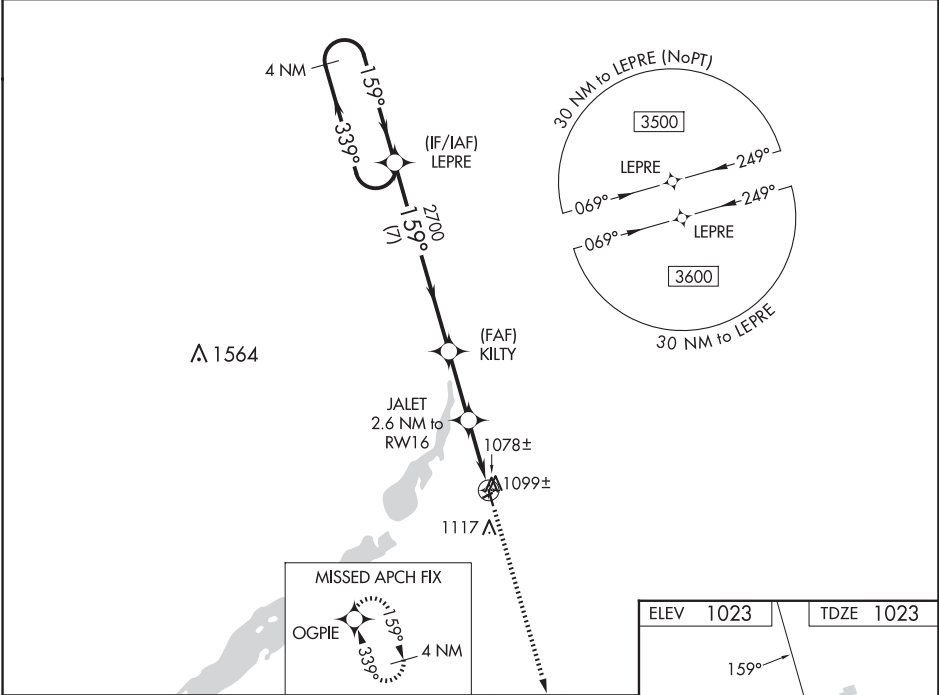 4 NM
159°
339°
(IF/IAF)
LEPRE
2700
159°
(7)
30 NM to LEPRE (NoPT)
3500
LEPRE
249°
069°
249°
069°
LEPRE
3600
30 NM to LEPRE
(FAF)
KILTY
1564
JALET
2.6 NM to
RW16
1078±
1099±
1117
MISSED APCH FIX
OGPIE
159°
339°
4 NM
ELEV 1023
TDZE 1023
159°